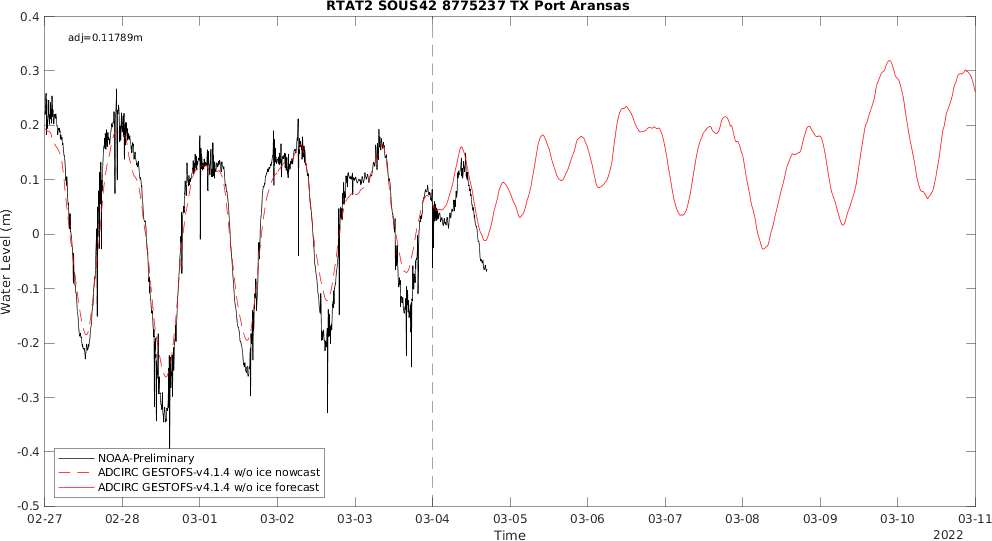 RTAT2 SOUS42 8775237 TX Port Aransas
adj=0.11789m
Water Level (m)
0.4
0.3
0.2
0.1
0
-0.1
-0.2
-0.3
-0.4
-0.5
NOAA-Preliminary
ADCIRC GESTOFS-v4.1.4 w/o ice nowcast
ADCIRC GESTOFS-v4.1.4 w/o ice forecast
02-27 02-28 03-01 03-02 03-03 03-04 03-05 03-06 03-07 03-08 03-09 03-10 03-11
Time
2022